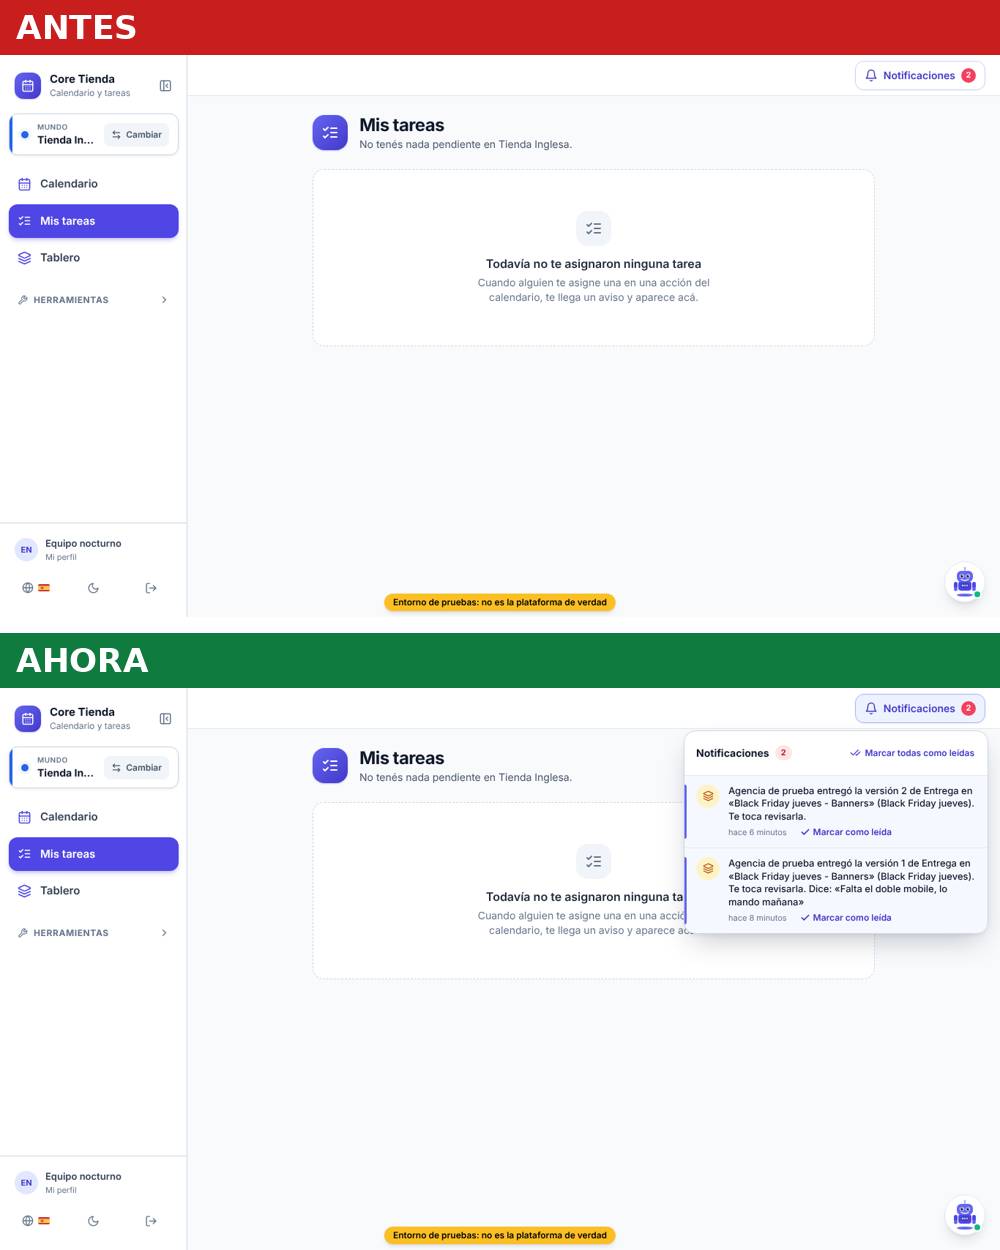 ANTES
Core Tienda
Calendario y tareas
Notificaciones 2
MUNDO
Tienda In...
Cambiar
Mis tareas
No tenés nada pendiente en Tienda Inglesa.
Calendario
Mis tareas
Tablero
HERRAMIENTAS
Todavía no te asignaron ninguna tarea
Cuando alguien te asigne una en una acción del
calendario, te llega un aviso y aparece acá.
EN
Equipo nocturno
Mi perfil
Entorno de pruebas: no es la plataforma de verdad
AHORA
Core Tienda
Calendario y tareas
Notificaciones 2
MUNDO
Tienda In...
Cambiar
Mis tareas
No tenés nada pendiente en Tienda Inglesa.
Notificaciones 2
Marcar todas como leídas
Agencia de prueba entregó la versión 2 de Entrega en
«Black Friday jueves - Banners» (Black Friday jueves).
Te toca revisarla.
hace 6 minutos
Marcar como leída
Agencia de prueba entregó la versión 1 de Entrega en
«Black Friday jueves - Banners» (Black Friday jueves).
Te toca revisarla. Dice: «Falta el doble mobile, lo
mando mañana»
hace 8 minutos
Marcar como leída
Calendario
Mis tareas
Tablero
HERRAMIENTAS
Todavía no te asignaron ninguna ta
Cuando alguien te asigne una en una acció
calendario, te llega un aviso y aparece ac
EN
Equipo nocturno
Mi perfil
Entorno de pruebas: no es la plataforma de verdad